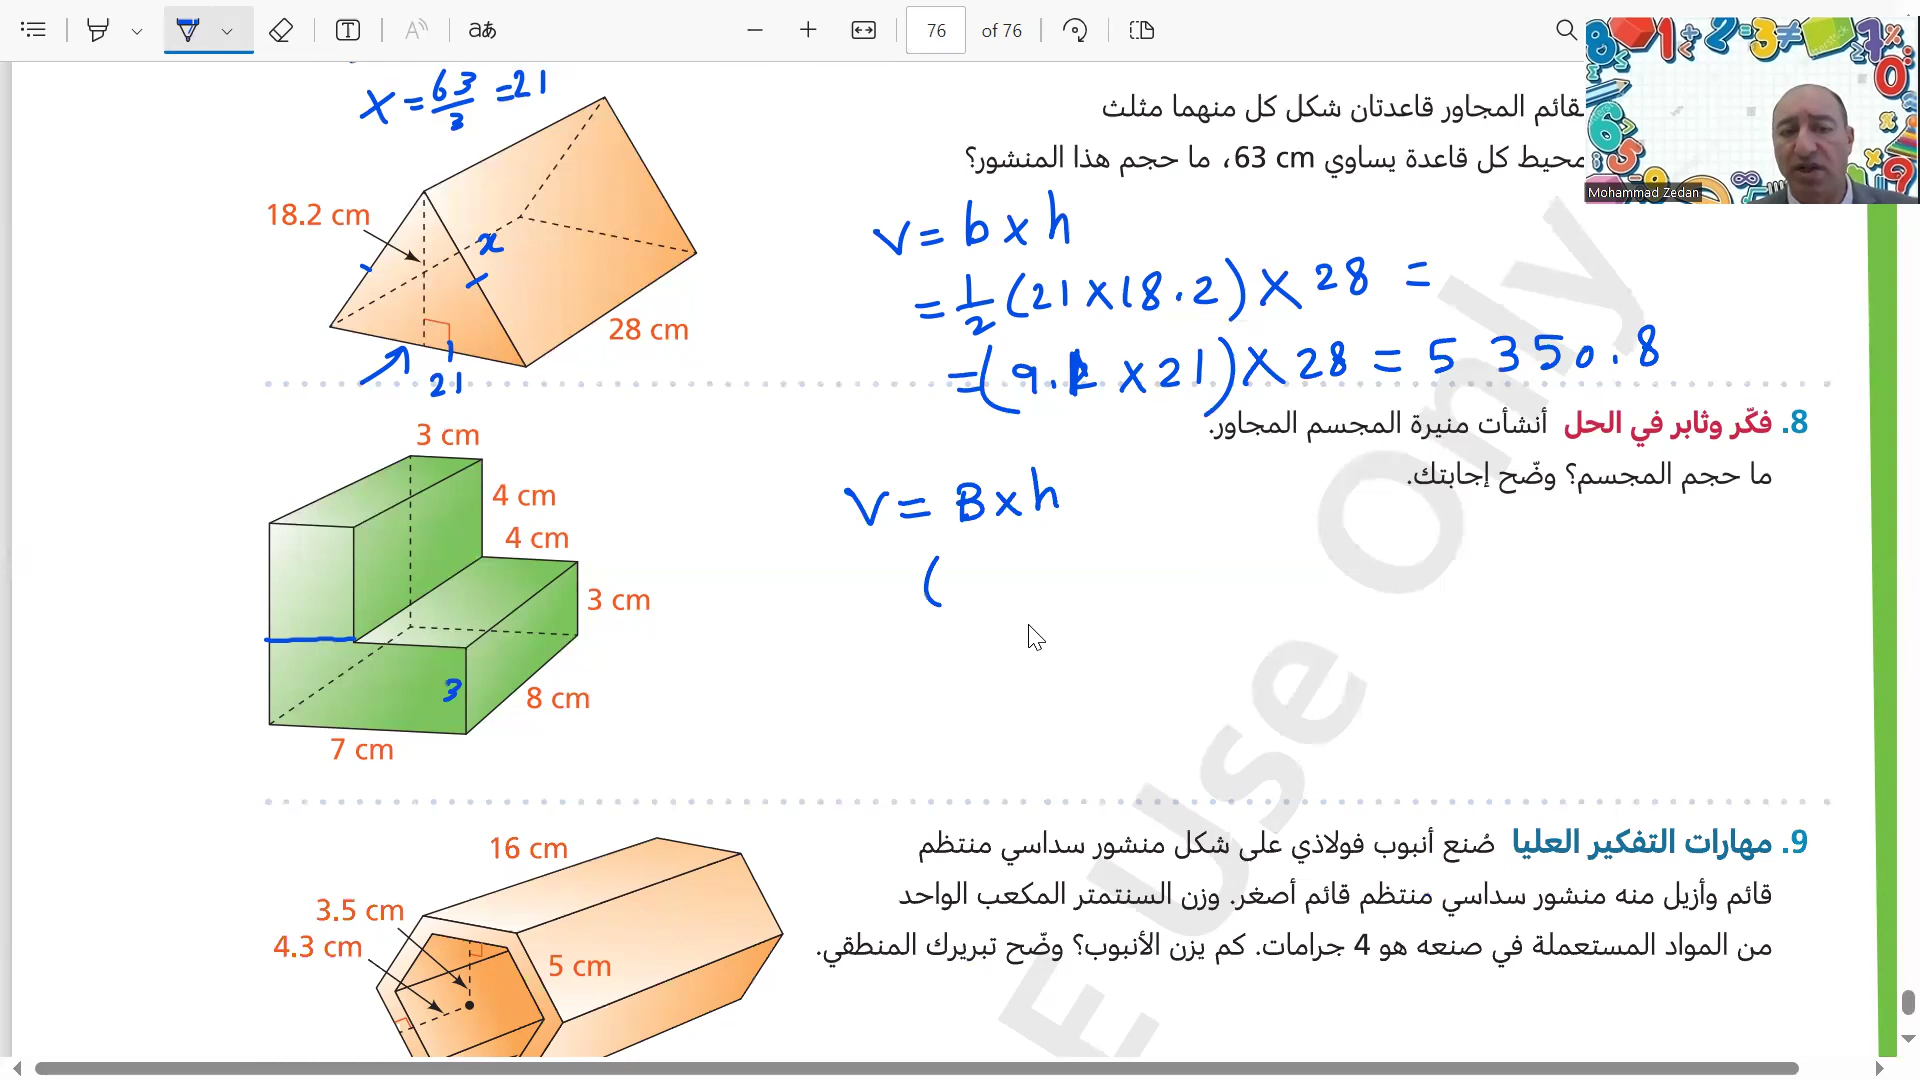 76 of 76
Mohammad Zedan
x = 63/3 = 21
قائم المجاور قاعدتان شكل كل منهما مثلث
محيط كل قاعدة يساوي 63 cm، ما حجم هذا المنشور؟
18.2 cm
x
28 cm
21
V = b x h
= 1/2 (21 x 18.2) x 28 =
= (9.1 x 21) x 28 = 5 350.8
8. فكّر وثابر في الحل أنشأت منيرة المجسم المجاور.
ما حجم المجسم؟ وضّح إجابتك.
3 cm
4 cm
4 cm
3 cm
3
8 cm
7 cm
V = B x h
(
9. مهارات التفكير العليا صُنع أنبوب فولاذي على شكل منشور سداسي منتظم
قائم وأزيل منه منشور سداسي منتظم قائم أصغر. وزن السنتمتر المكعب الواحد
من المواد المستعملة في صنعه هو 4 جرامات. كم يزن الأنبوب؟ وضّح تبريرك المنطقي.
16 cm
3.5 cm
4.3 cm
5 cm
E Use Only